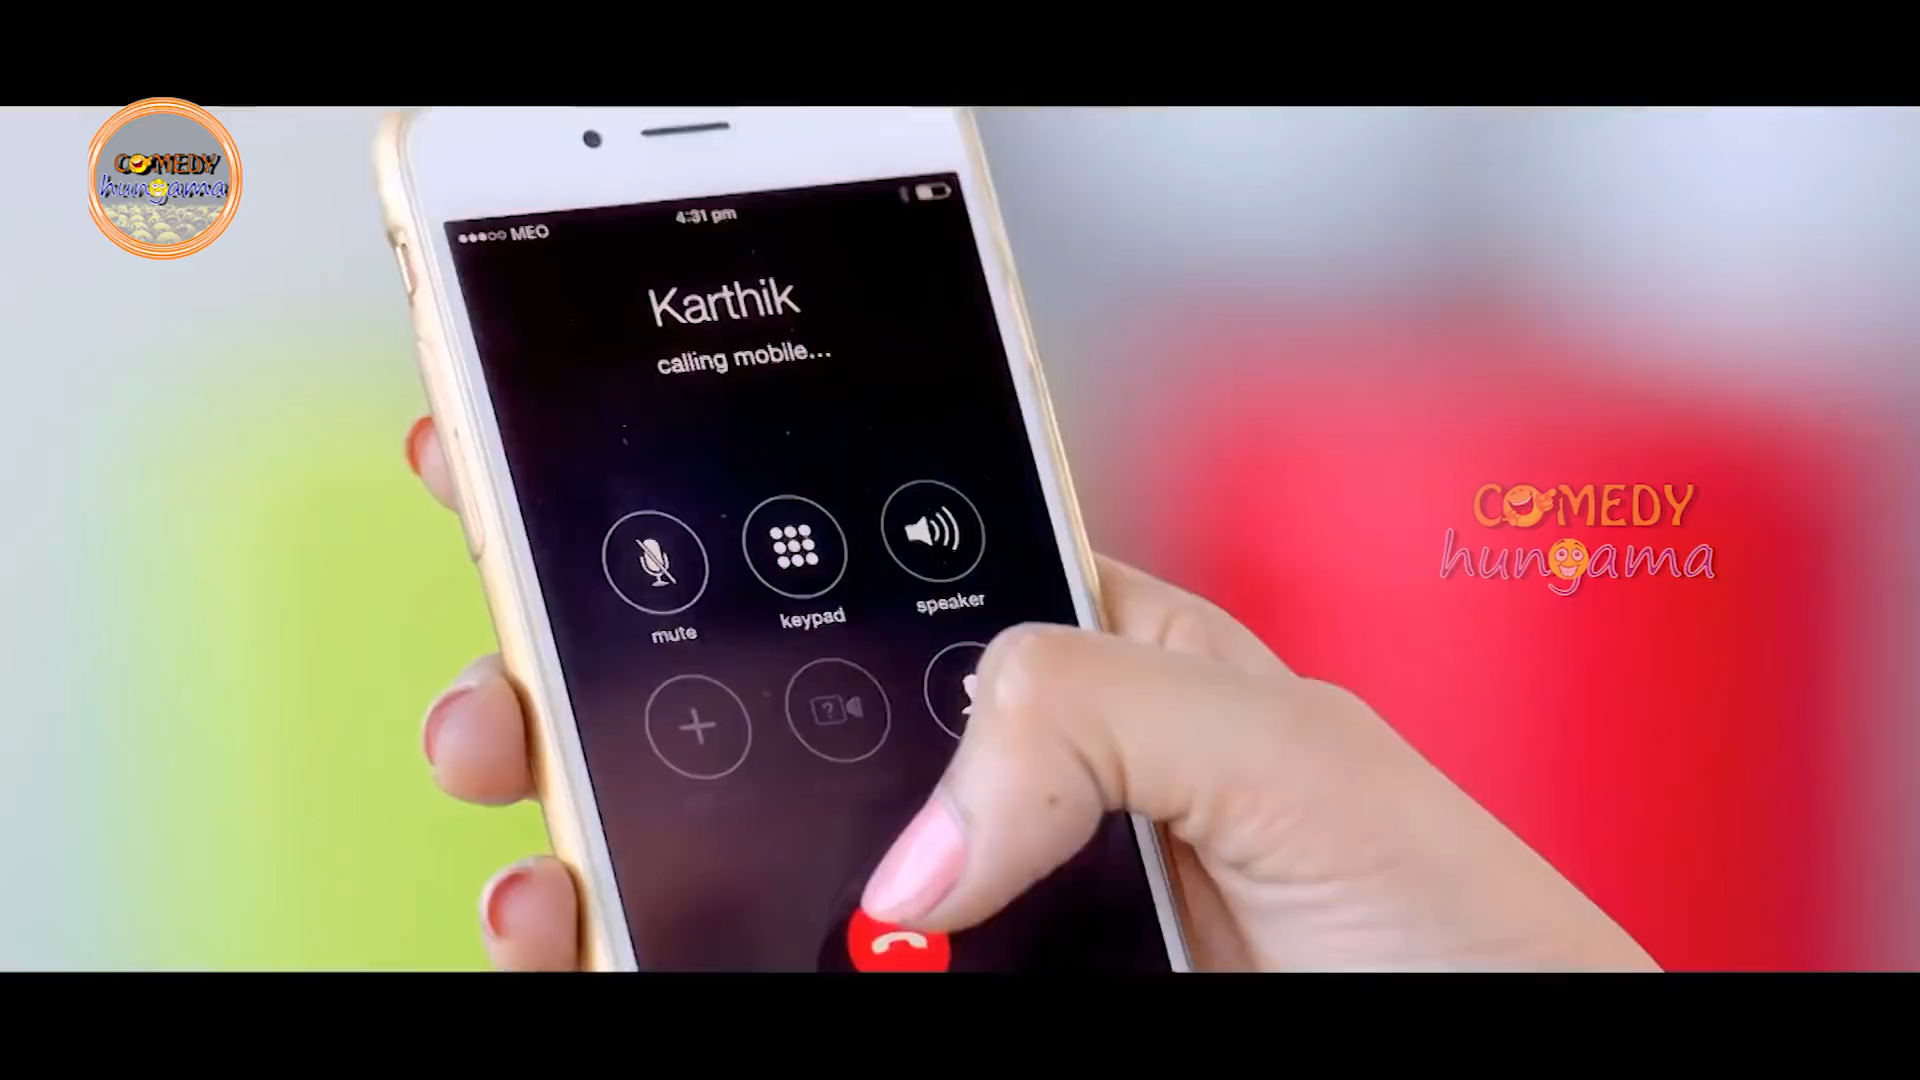 COMEDY
hungama
MEO
4:31 pm
Karthik
calling mobile...
mute
keypad
speaker
?
COMEDY
hungama